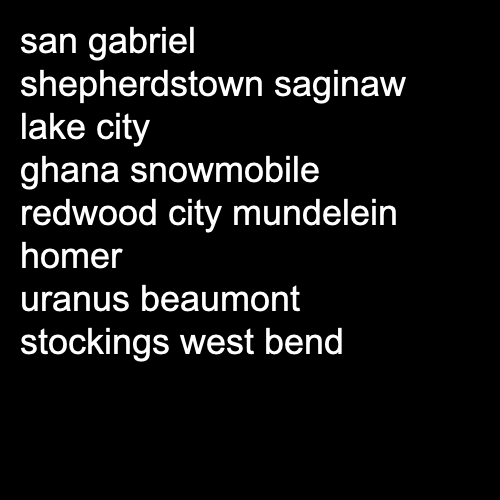 san gabriel
shepherdstown saginaw
lake city
ghana snowmobile
redwood city mundelein
homer
uranus beaumont
stockings west bend